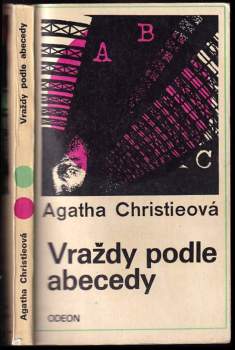 A
B
C
Agatha Christieová
Vraždy podle
abecedy
ODEON
Agatha Christieová
Vraždy podle abecedy